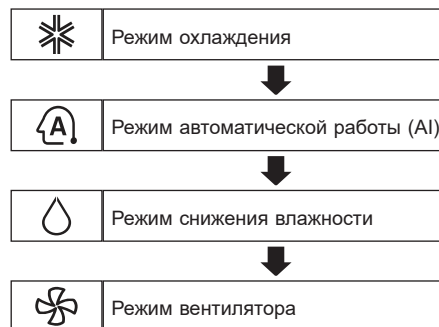 Режим охлаждения
A
Режим автоматической работы (AI)
Режим снижения влажности
Режим вентилятора